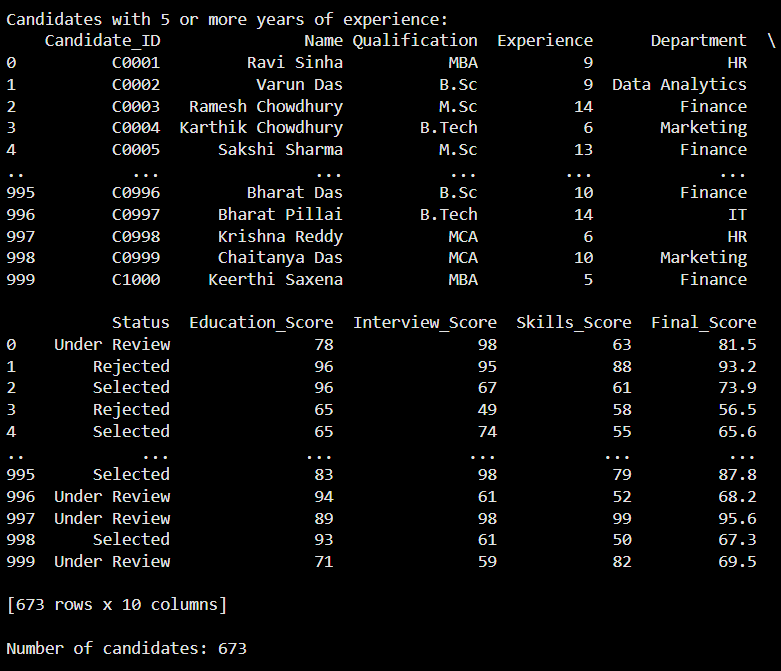 Candidates with 5 or more years of experience:
    Candidate_ID               Name Qualification  Experience      Department  \
0          C0001         Ravi Sinha           MBA           9              HR
1          C0002          Varun Das          B.Sc           9  Data Analytics
2          C0003   Ramesh Chowdhury          M.Sc          14         Finance
3          C0004  Karthik Chowdhury        B.Tech           6       Marketing
4          C0005      Sakshi Sharma          M.Sc          13         Finance
..           ...                ...           ...         ...             ...
995        C0996         Bharat Das          B.Sc          10         Finance
996        C0997      Bharat Pillai        B.Tech          14              IT
997        C0998      Krishna Reddy           MCA           6              HR
998        C0999      Chaitanya Das           MCA          10       Marketing
999        C1000     Keerthi Saxena           MBA           5         Finance

           Status  Education_Score  Interview_Score  Skills_Score  Final_Score
0    Under Review               78               98            63         81.5
1        Rejected               96               95            88         93.2
2        Selected               96               67            61         73.9
3        Rejected               65               49            58         56.5
4        Selected               65               74            55         65.6
..            ...              ...              ...           ...          ...
995      Selected               83               98            79         87.8
996  Under Review               94               61            52         68.2
997  Under Review               89               98            99         95.6
998      Selected               93               61            50         67.3
999  Under Review               71               59            82         69.5

[673 rows x 10 columns]

Number of candidates: 673